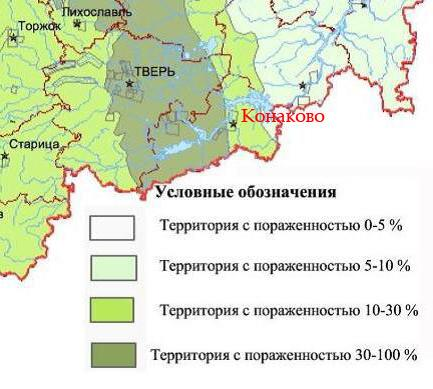 Лихославль
Торжок
ТВЕРЬ
Конаково
Старица
а
Условные обозначения
Территория с пораженностью 0-5 %
Территория с пораженностью 5-10 %
Территория с пораженностью 10-30 %
Территория с пораженностью 30-100 %